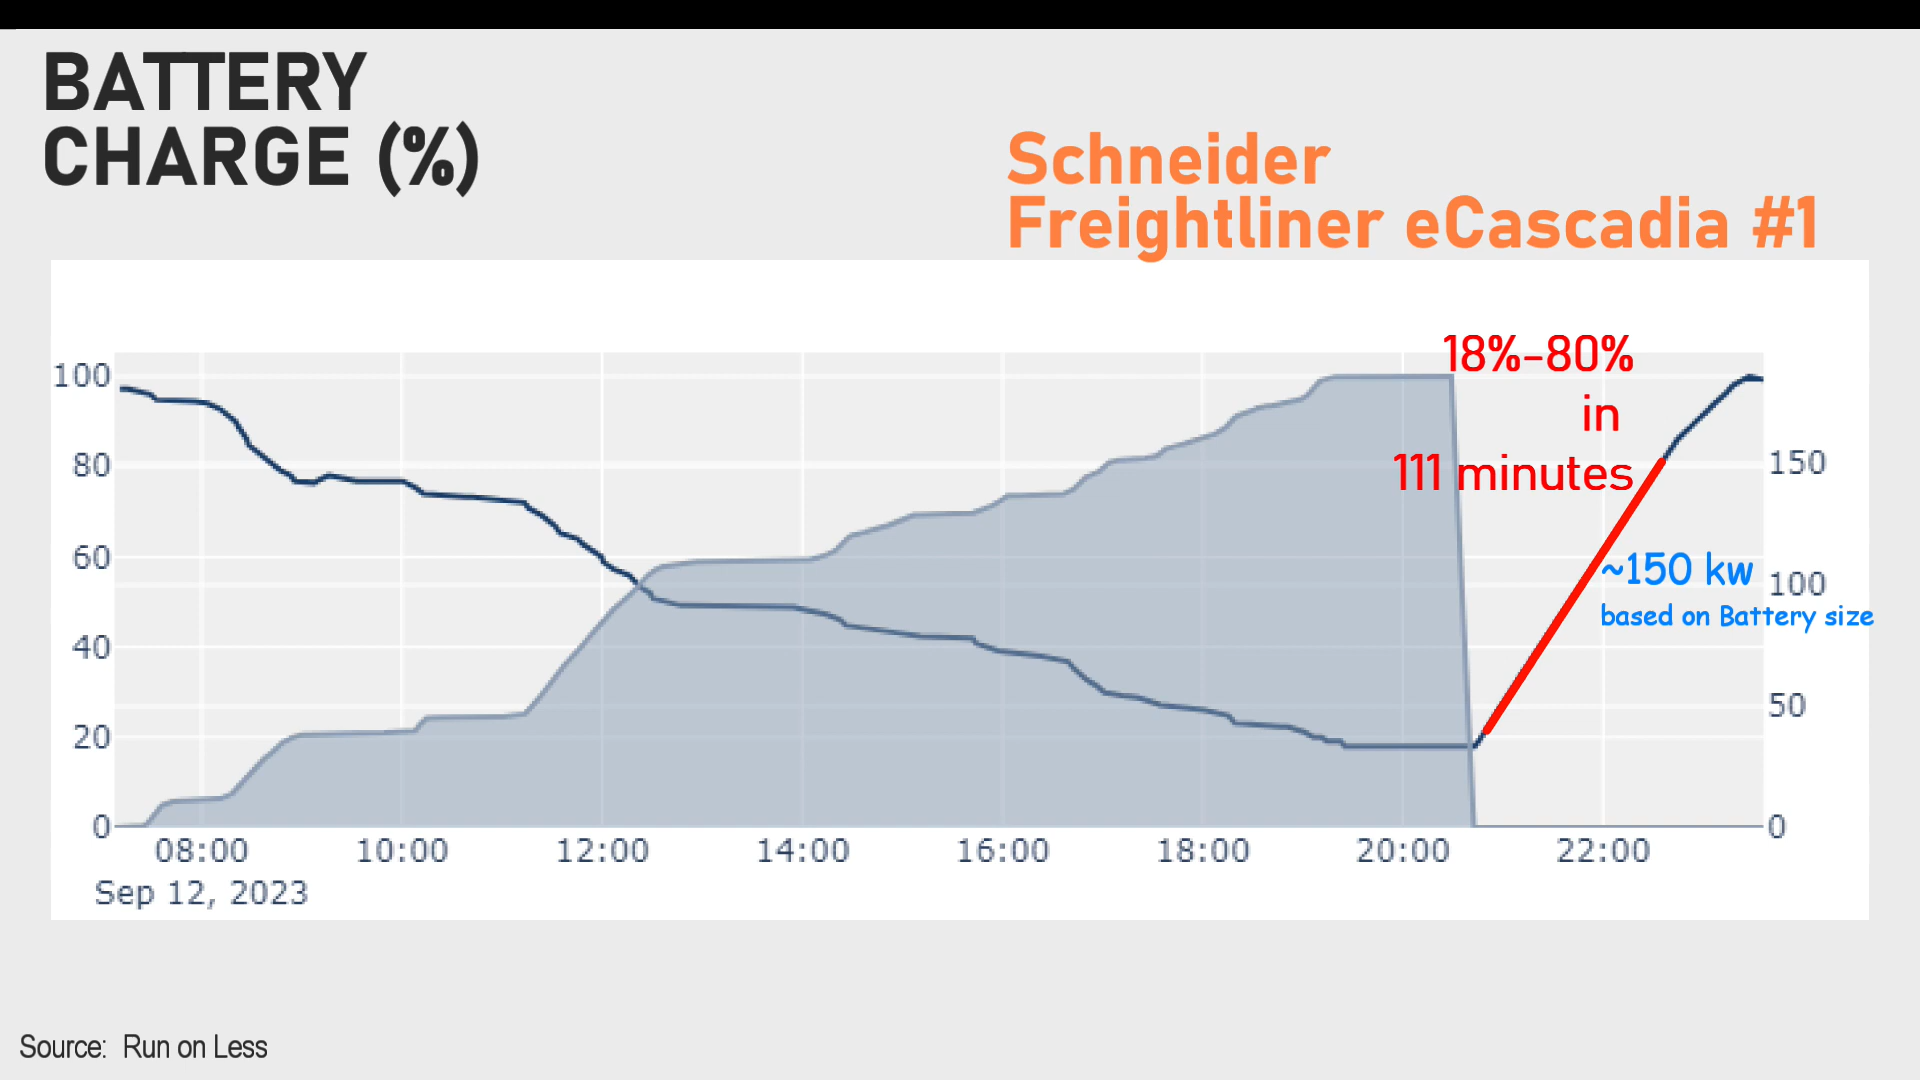 BATTERY
CHARGE (%)
Schneider
Freightliner eCascadia #1
18%-80%
in
111 minutes
~150 kw
based on Battery size
100
80
60
40
20
0
150
100
50
0
08:00 10:00 12:00 14:00 16:00 18:00 20:00 22:00
Sep 12, 2023
Source: Run on Less